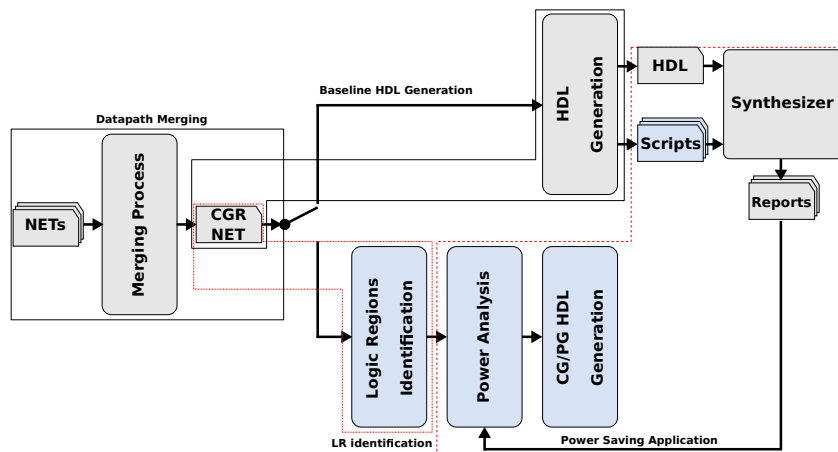 Datapath Merging
NETs
Merging Process
CGR
NET
Baseline HDL Generation
HDL
Generation
HDL
Scripts
Synthesizer
Reports
Logic Regions
Identification
Power Analysis
CG/PG HDL
Generation
LR identification
Power Saving Application